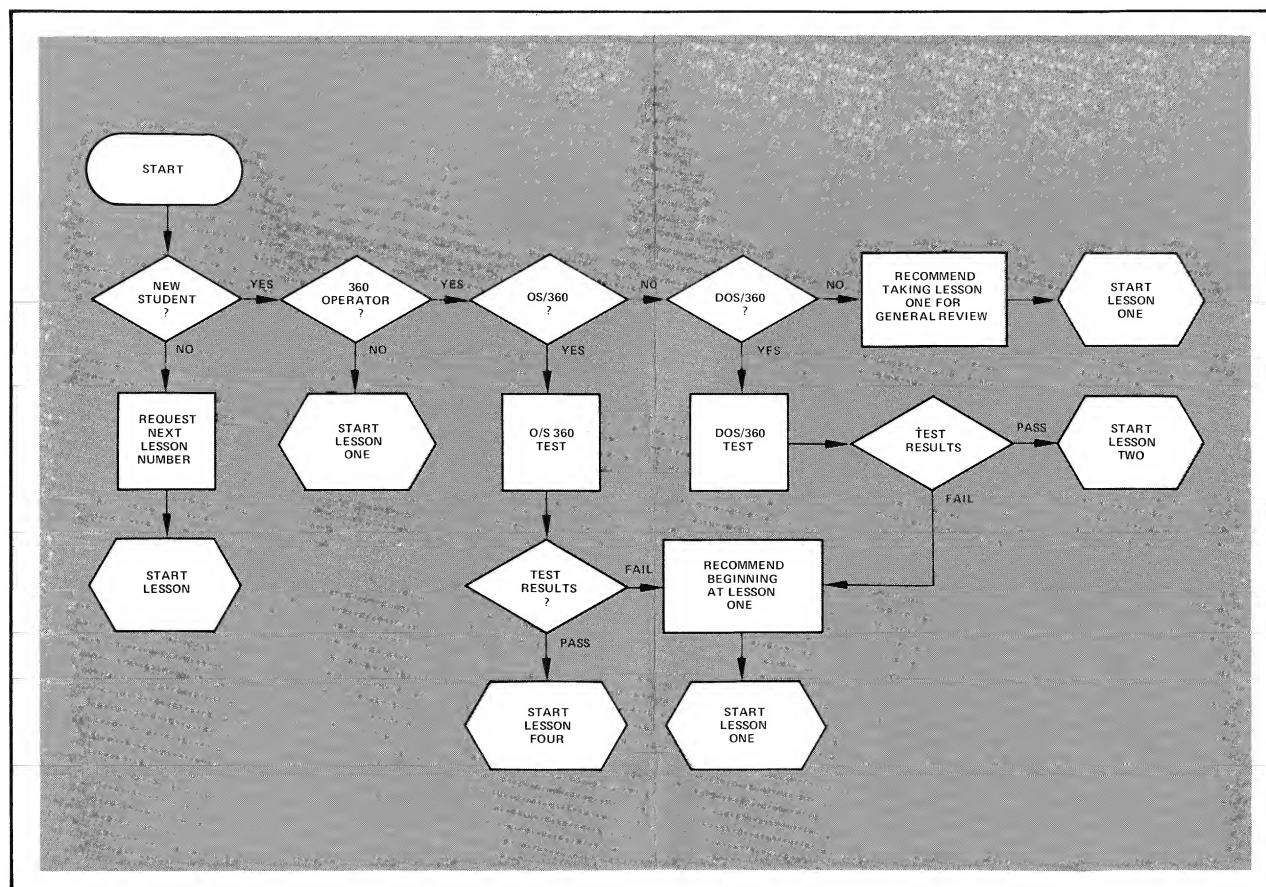 START
NEW
STUDENT
?
YES
360
OPERATOR
?
YES
OS/360
?
NO
DOS/360
?
NO
RECOMMEND
TAKING LESSON
ONE FOR
GENERAL REVIEW
START
LESSON
ONE
NO
NO
YES
YES
REQUEST
NEXT
LESSON
NUMBER
START
LESSON
ONE
O/S 360
TEST
DOS/360
TEST
TEST
RESULTS
PASS
START
LESSON
TWO
FAIL
START
LESSON
TEST
RESULTS
?
FAIL
RECOMMEND
BEGINNING
AT LESSON
ONE
PASS
START
LESSON
FOUR
START
LESSON
ONE